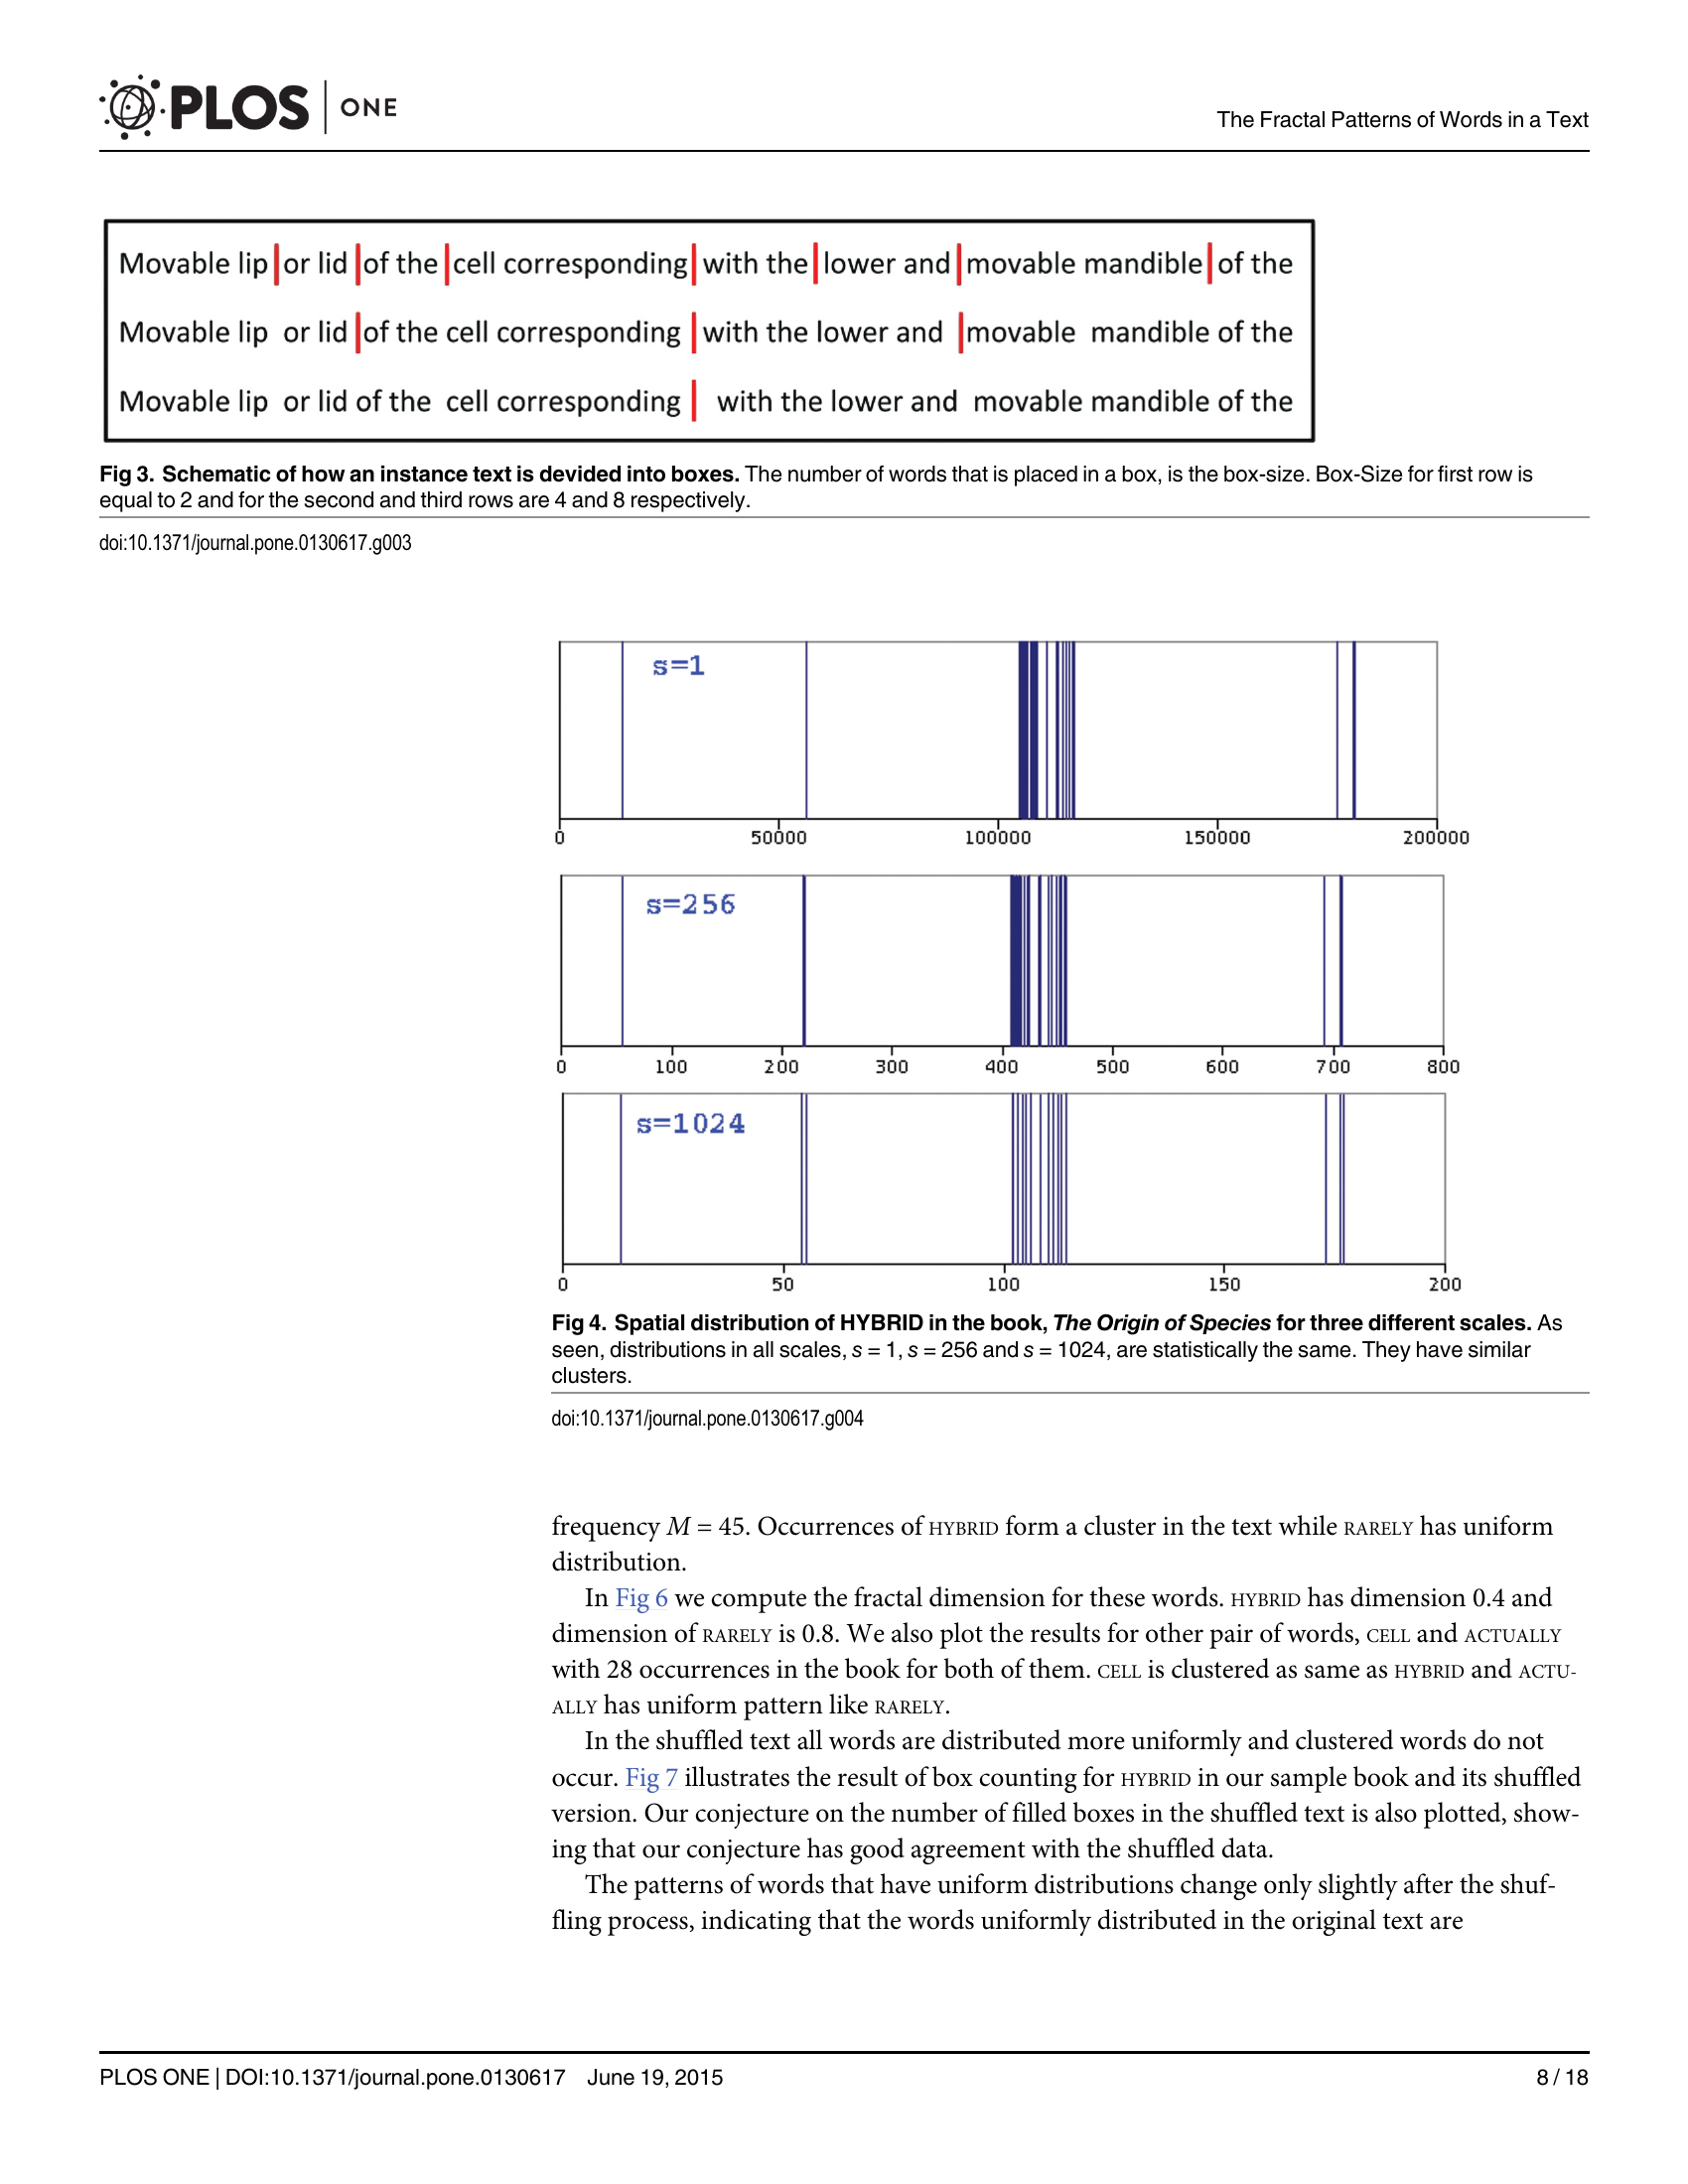 PLOS | ONE
The Fractal Patterns of Words in a Text
Movable lip or lid of the cell corresponding with the lower and movable mandible of the
Movable lip or lid of the cell corresponding with the lower and movable mandible of the
Movable lip or lid of the cell corresponding with the lower and movable mandible of the
Fig 3. Schematic of how an instance text is devided into boxes. The number of words that is placed in a box, is the box-size. Box-Size for first row is
equal to 2 and for the second and third rows are 4 and 8 respectively.
doi:10.1371/journal.pone.0130617.g003
s=1
0 50000 100000 150000 200000
s=256
0 100 200 300 400 500 600 700 800
s=1024
0 50 100 150 200
Fig 4. Spatial distribution of HYBRID in the book, The Origin of Species for three different scales. As
seen, distributions in all scales, s = 1, s = 256 and s = 1024, are statistically the same. They have similar
clusters.
doi:10.1371/journal.pone.0130617.g004
frequency M = 45. Occurrences of HYBRID form a cluster in the text while RARELY has uniform
distribution.
In Fig 6 we compute the fractal dimension for these words. HYBRID has dimension 0.4 and
dimension of RARELY is 0.8. We also plot the results for other pair of words, CELL and ACTUALLY
with 28 occurrences in the book for both of them. CELL is clustered as same as HYBRID and ACTU-
ALLY has uniform pattern like RARELY.
In the shuffled text all words are distributed more uniformly and clustered words do not
occur. Fig 7 illustrates the result of box counting for HYBRID in our sample book and its shuffled
version. Our conjecture on the number of filled boxes in the shuffled text is also plotted, show-
ing that our conjecture has good agreement with the shuffled data.
The patterns of words that have uniform distributions change only slightly after the shuf-
fling process, indicating that the words uniformly distributed in the original text are
PLOS ONE | DOI:10.1371/journal.pone.0130617 June 19, 2015
8 / 18